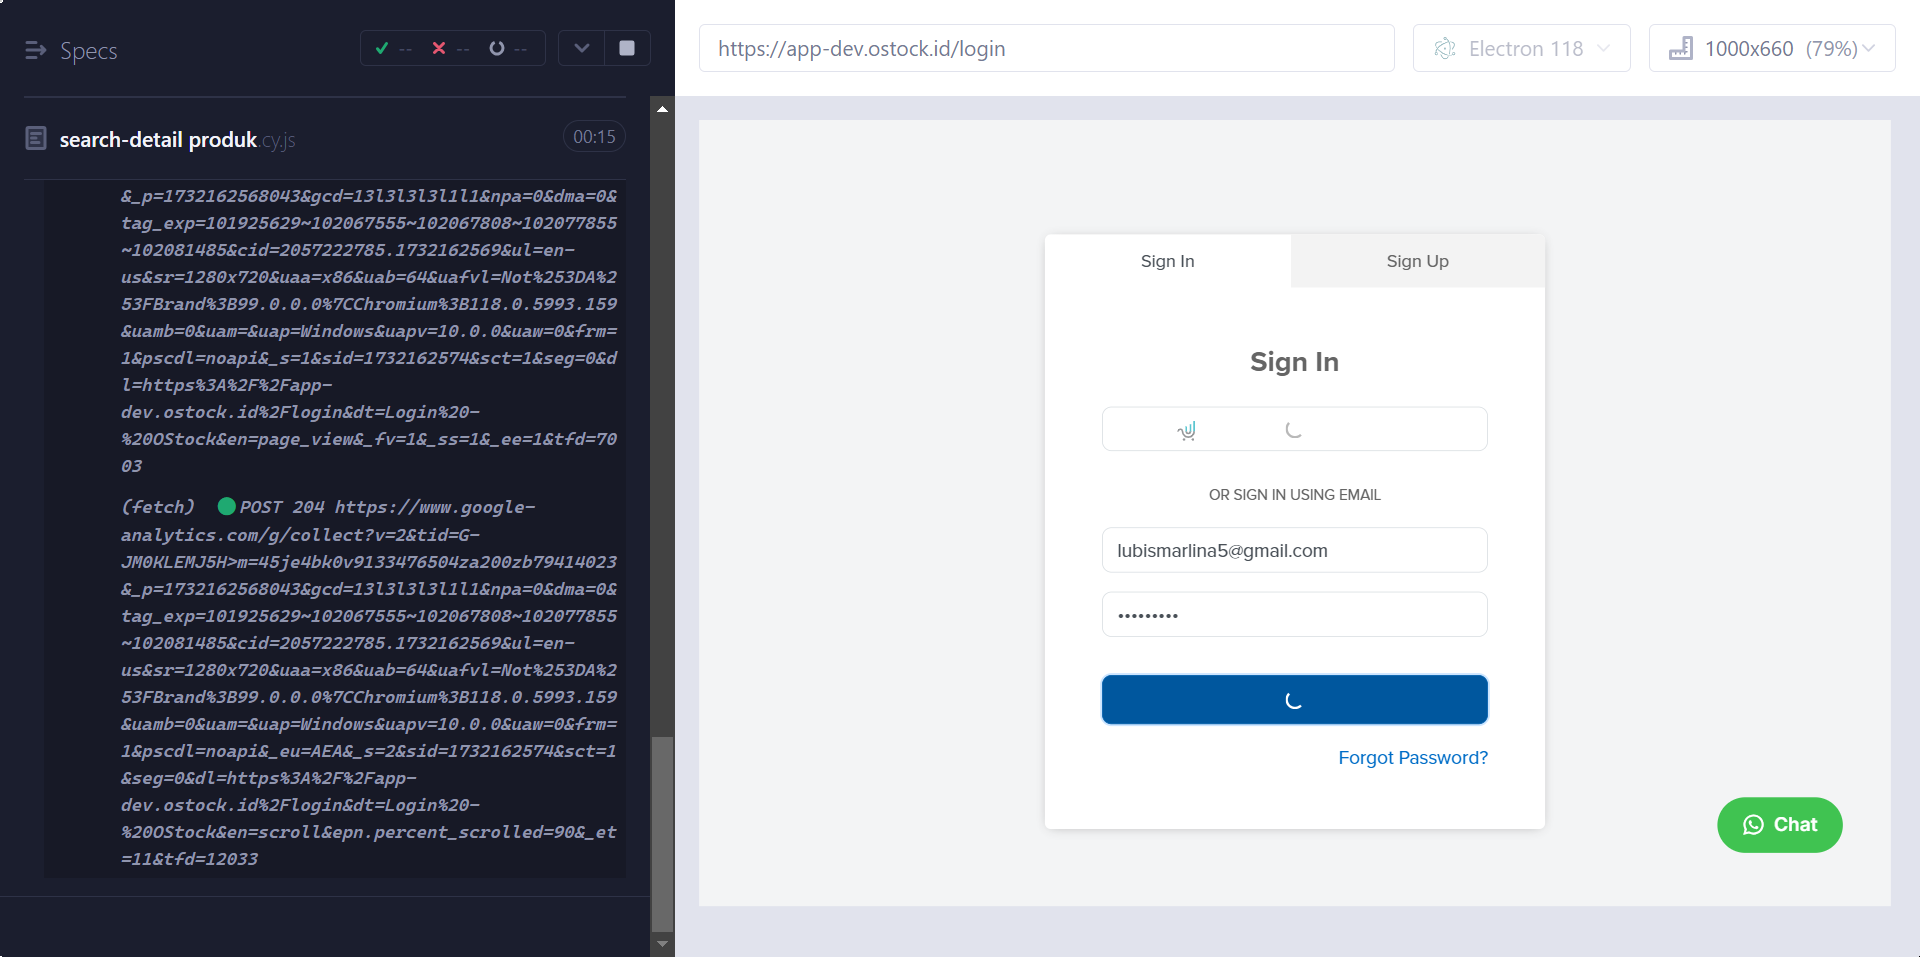 Specs
-- -- --
search-detail produk.cy.js 00:15
&_p=1732162568043&gcd=13l3l3l3l1l1&npa=0&dma=0&
tag_exp=101925629~102067555~102067808~102077855
~102081485&cid=2057222785.1732162569&ul=en-
us&sr=1280x720&uaa=x86&uab=64&uafvl=Not%253DA%2
53FBrand%3B99.0.0.0%7CChromium%3B118.0.5993.159
&uamb=0&uam=&uap=Windows&uapv=10.0.0&uaw=0&frm=
1&pscdl=noapi&_s=1&sid=1732162574&sct=1&seg=0&d
l=https%3A%2F%2Fapp-
dev.ostock.id%2Flogin&dt=Login%20-
%20OStock&en=page_view&_fv=1&_ss=1&_ee=1&tfd=70
03
(fetch) POST 204 https://www.google-
analytics.com/g/collect?v=2&tid=G-
JM0KLEMJ5H>m=45je4bk0v9133476504za200zb79414023
&_p=1732162568043&gcd=13l3l3l3l1l1&npa=0&dma=0&
tag_exp=101925629~102067555~102067808~102077855
~102081485&cid=2057222785.1732162569&ul=en-
us&sr=1280x720&uaa=x86&uab=64&uafvl=Not%253DA%2
53FBrand%3B99.0.0.0%7CChromium%3B118.0.5993.159
&uamb=0&uam=&uap=Windows&uapv=10.0.0&uaw=0&frm=
1&pscdl=noapi&_eu=AEA&_s=2&sid=1732162574&sct=1
&seg=0&dl=https%3A%2F%2Fapp-
dev.ostock.id%2Flogin&dt=Login%20-
%20OStock&en=scroll&epn.percent_scrolled=90&_et
=11&tfd=12033
https://app-dev.ostock.id/login
Electron 118
1000x660 (79%)
Sign In
Sign Up
Sign In
OR SIGN IN USING EMAIL
lubismarlina5@gmail.com
•••••••••
Forgot Password?
Chat